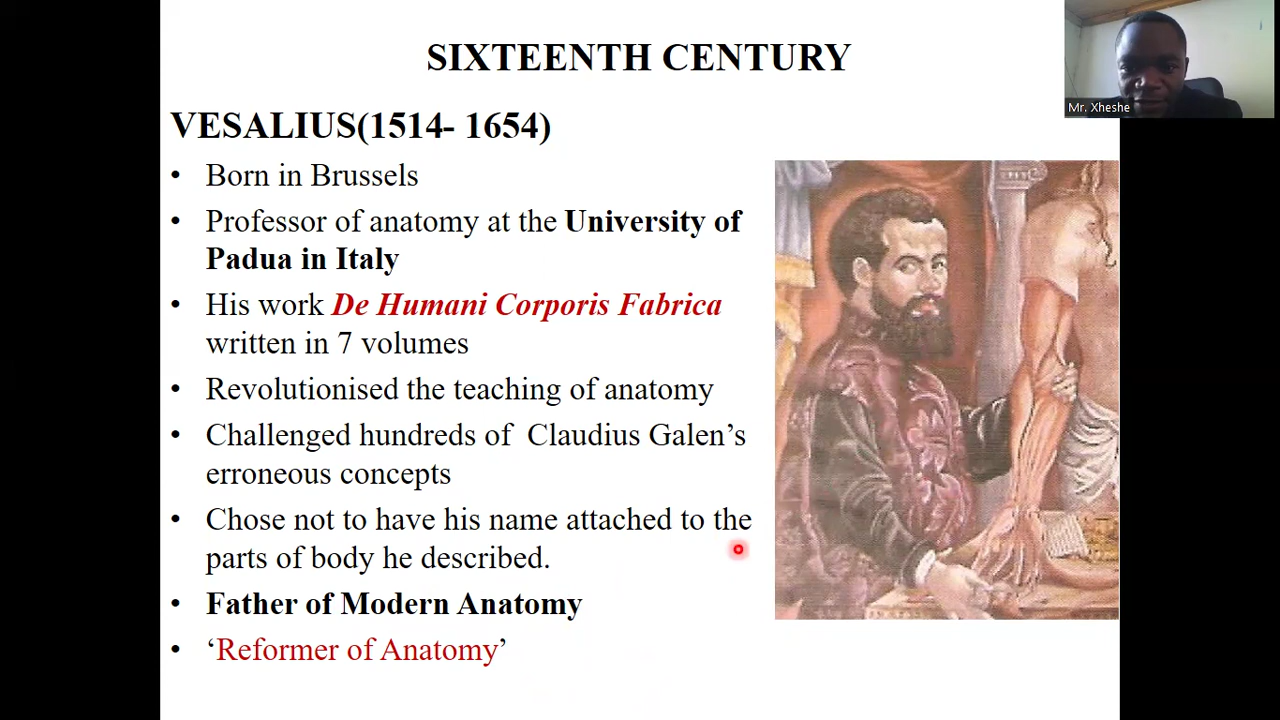 SIXTEENTH CENTURY
Mr. Xheshe
VESALIUS(1514- 1654)
• Born in Brussels
• Professor of anatomy at the University of
Padua in Italy
• His work De Humani Corporis Fabrica
written in 7 volumes
• Revolutionised the teaching of anatomy
• Challenged hundreds of  Claudius Galen’s
erroneous concepts
• Chose not to have his name attached to the
parts of body he described.
• Father of Modern Anatomy
• ‘Reformer of Anatomy’